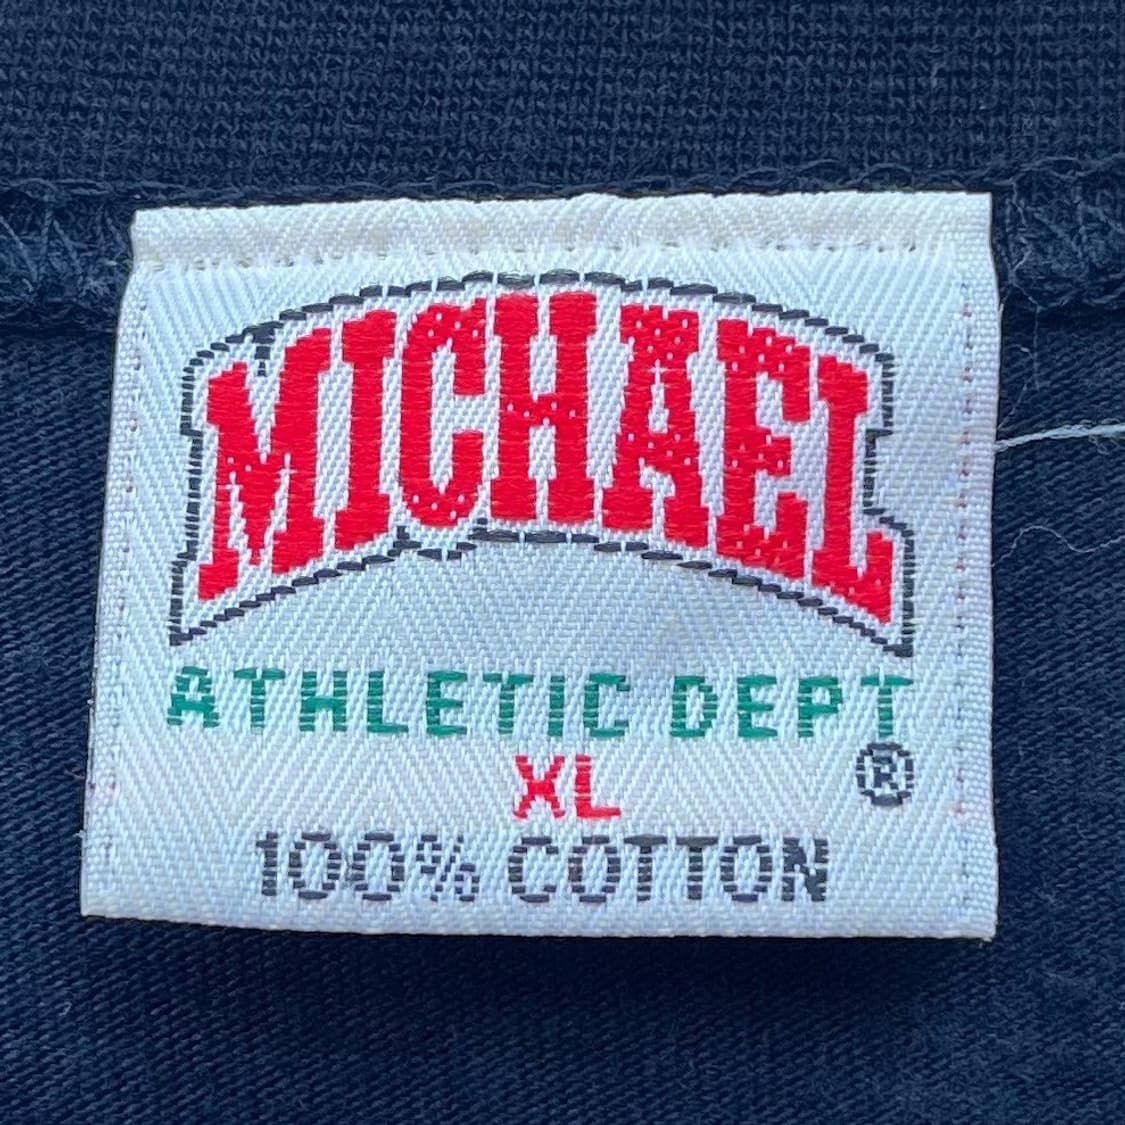 MICHAEL
ATHLETIC DEPT
XL ®
100% COTTON